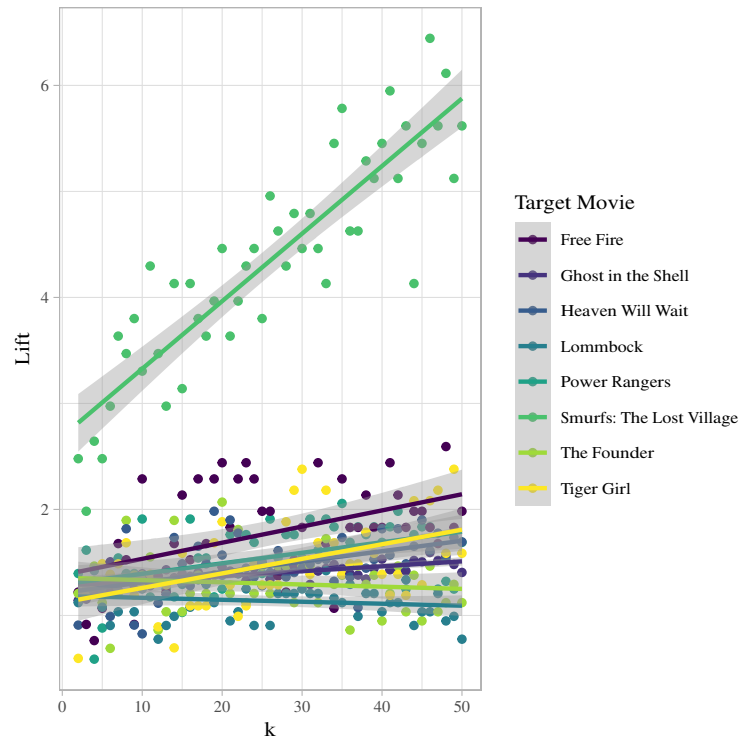 6
4
2
Lift
0
10
20
30
40
50
k
Target Movie
Free Fire
Ghost in the Shell
Heaven Will Wait
Lommbock
Power Rangers
Smurfs: The Lost Village
The Founder
Tiger Girl